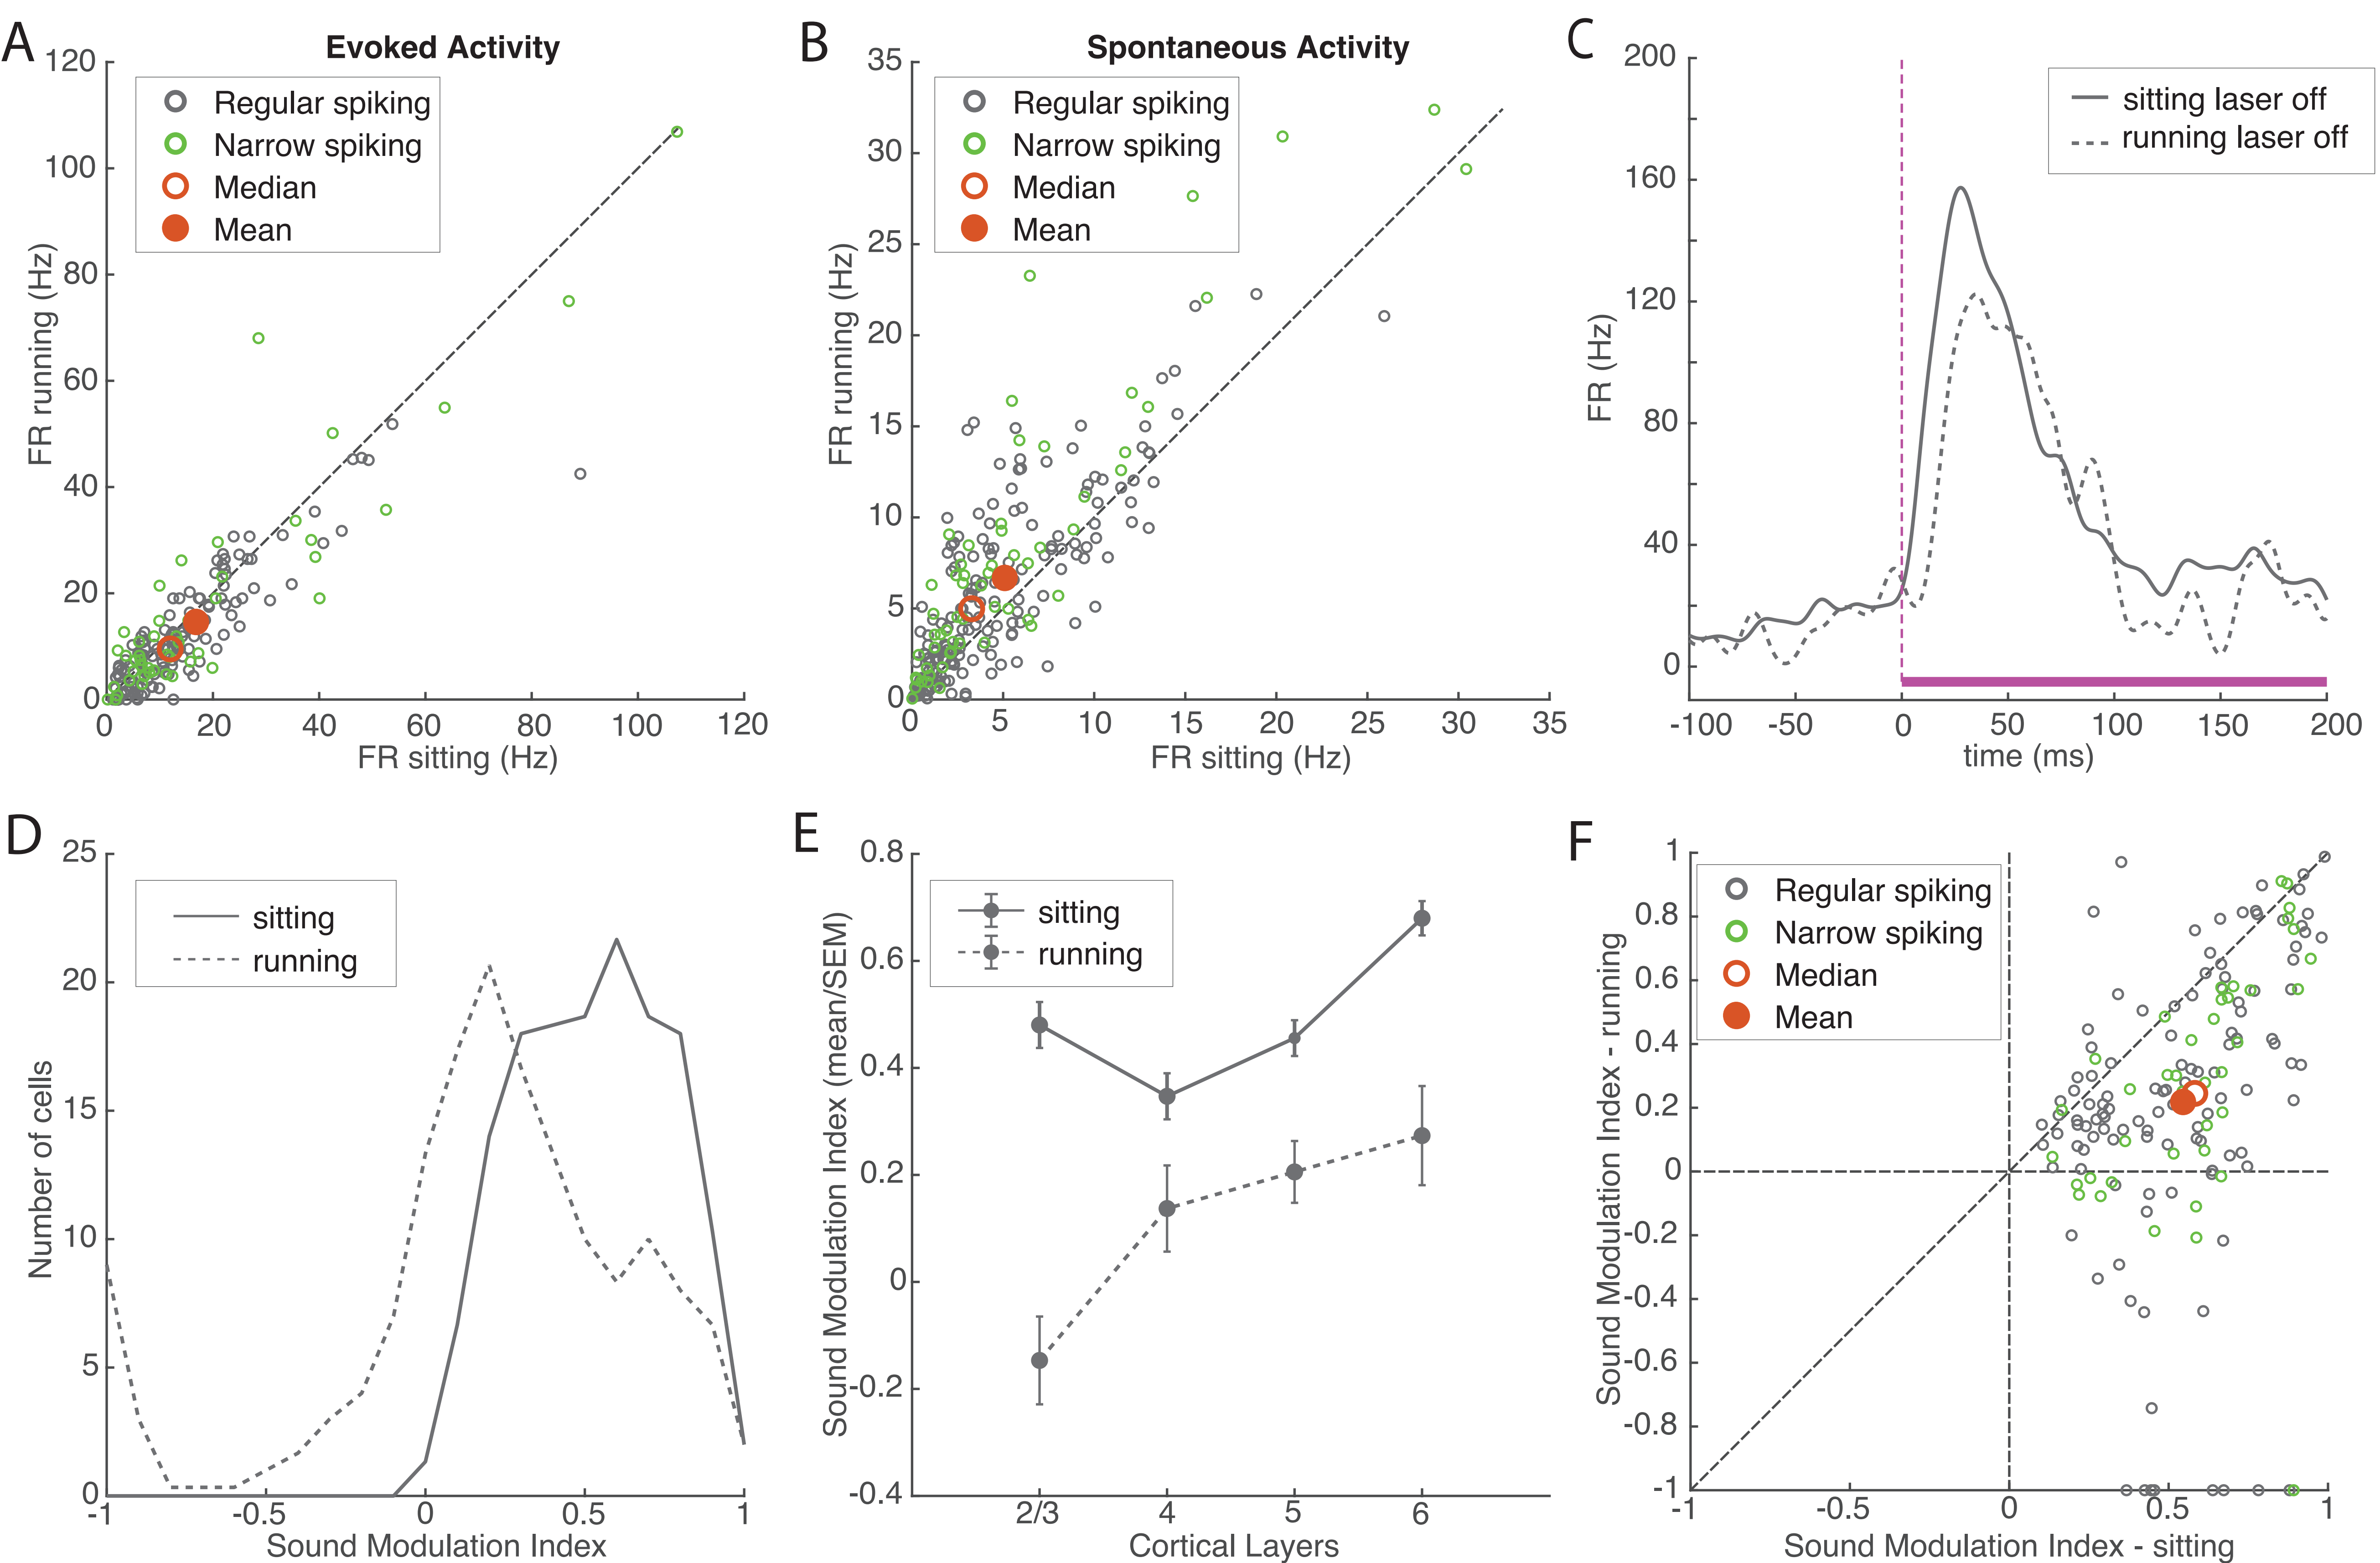 A
Evoked Activity
120
100
80
60
40
20
0
FR running (Hz)
Regular spiking
Narrow spiking
Median
Mean
0 20 40 60 80 100 120
FR sitting (Hz)
B
Spontaneous Activity
35
30
25
20
15
10
5
0
FR running (Hz)
Regular spiking
Narrow spiking
Median
Mean
0 5 10 15 20 25 30 35
FR sitting (Hz)
C
200
160
120
80
40
0
FR (Hz)
sitting laser off
running laser off
-100 -50 0 50 100 150 200
time (ms)
D
25
20
15
10
5
0
Number of cells
sitting
running
-1 -0.5 0 0.5 1
Sound Modulation Index
E
0.8
0.6
0.4
0.2
0
-0.2
-0.4
Sound Modulation Index (mean/SEM)
sitting
running
2/3 4 5 6
Cortical Layers
F
1
0.8
0.6
0.4
0.2
0
-0.2
-0.4
-0.6
-0.8
-1
Sound Modulation Index - running
Regular spiking
Narrow spiking
Median
Mean
-1 -0.5 0 0.5 1
Sound Modulation Index - sitting